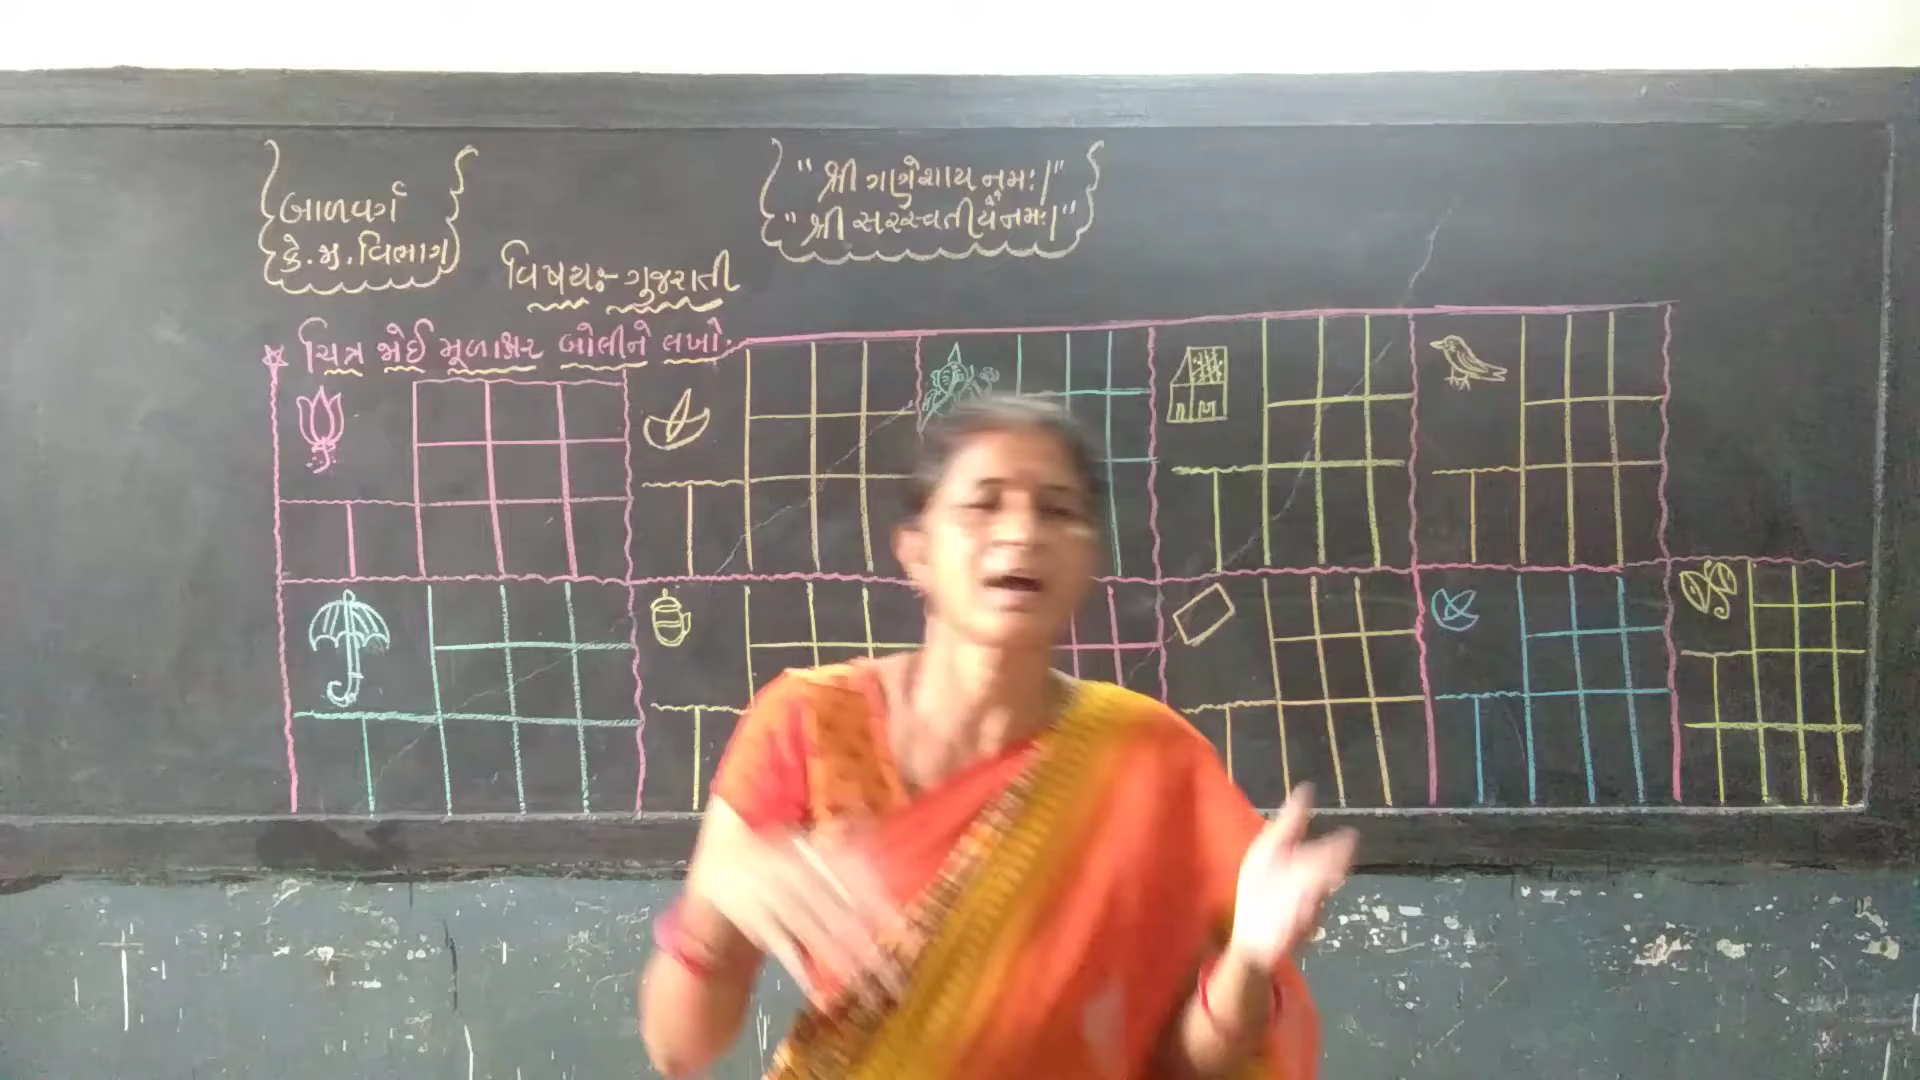 બાળવર્ગ
કે.મુ.વિભાગ
"શ્રી ગણેશાય નમઃ|"
"શ્રી સરસ્વતીયૈ નમઃ|"
વિષયઃ- ગુજરાતી
ચિત્ર જોઈ મૂળાક્ષર બોલીને લખો.